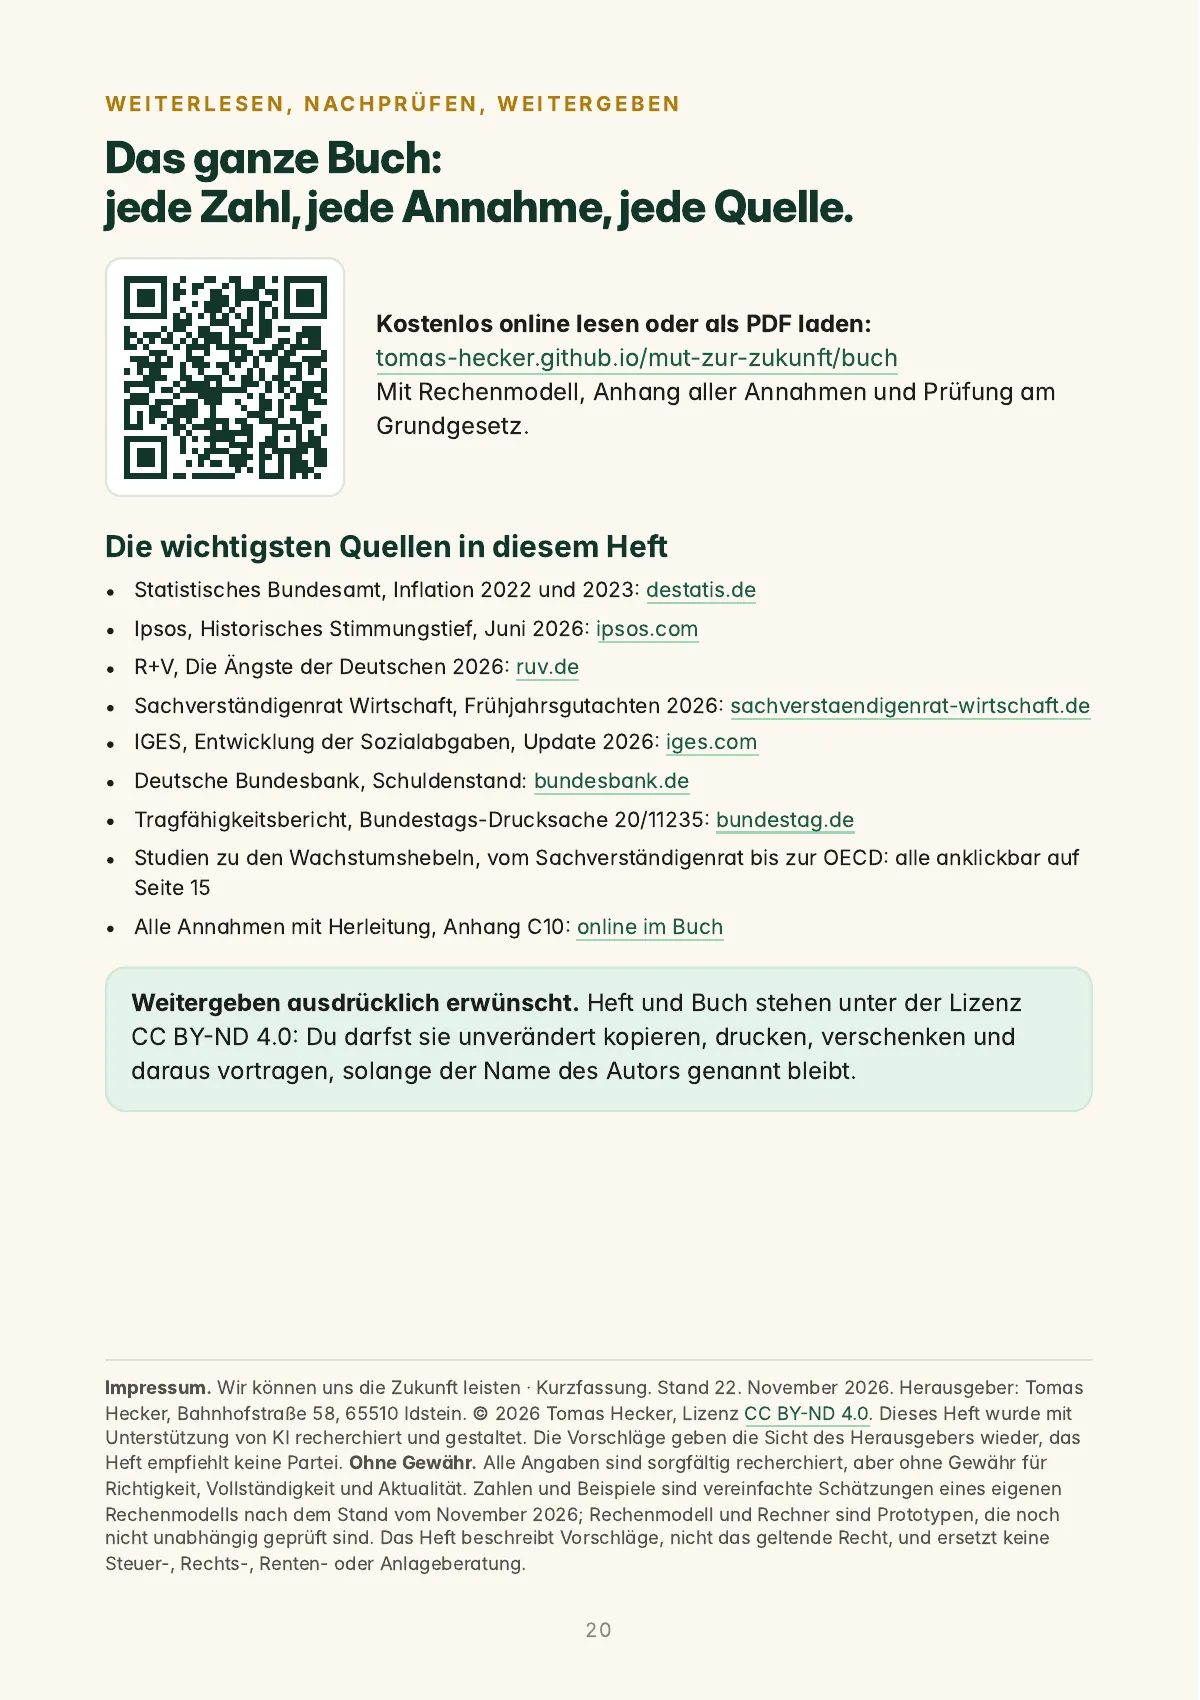 WEITERLESEN, NACHPRÜFEN, WEITERGEBEN
Das ganze Buch:
jede Zahl, jede Annahme, jede Quelle.
Kostenlos online lesen oder als PDF laden:
tomas-hecker.github.io/mut-zur-zukunft/buch
Mit Rechenmodell, Anhang aller Annahmen und Prüfung am
Grundgesetz.
Die wichtigsten Quellen in diesem Heft
• Statistisches Bundesamt, Inflation 2022 und 2023: destatis.de
• Ipsos, Historisches Stimmungstief, Juni 2026: ipsos.com
• R+V, Die Ängste der Deutschen 2026: ruv.de
• Sachverständigenrat Wirtschaft, Frühjahrsgutachten 2026: sachverstaendigenrat-wirtschaft.de
• IGES, Entwicklung der Sozialabgaben, Update 2026: iges.com
• Deutsche Bundesbank, Schuldenstand: bundesbank.de
• Tragfähigkeitsbericht, Bundestags-Drucksache 20/11235: bundestag.de
• Studien zu den Wachstumshebeln, vom Sachverständigenrat bis zur OECD: alle anklickbar auf
Seite 15
• Alle Annahmen mit Herleitung, Anhang C10: online im Buch
Weitergeben ausdrücklich erwünscht. Heft und Buch stehen unter der Lizenz
CC BY-ND 4.0: Du darfst sie unverändert kopieren, drucken, verschenken und
daraus vortragen, solange der Name des Autors genannt bleibt.
Impressum. Wir können uns die Zukunft leisten · Kurzfassung. Stand 22. November 2026. Herausgeber: Tomas
Hecker, Bahnhofstraße 58, 65510 Idstein. © 2026 Tomas Hecker, Lizenz CC BY-ND 4.0. Dieses Heft wurde mit
Unterstützung von KI recherchiert und gestaltet. Die Vorschläge geben die Sicht des Herausgebers wieder, das
Heft empfiehlt keine Partei. Ohne Gewähr. Alle Angaben sind sorgfältig recherchiert, aber ohne Gewähr für
Richtigkeit, Vollständigkeit und Aktualität. Zahlen und Beispiele sind vereinfachte Schätzungen eines eigenen
Rechenmodells nach dem Stand vom November 2026; Rechenmodell und Rechner sind Prototypen, die noch
nicht unabhängig geprüft sind. Das Heft beschreibt Vorschläge, nicht das geltende Recht, und ersetzt keine
Steuer-, Rechts-, Renten- oder Anlageberatung.
20